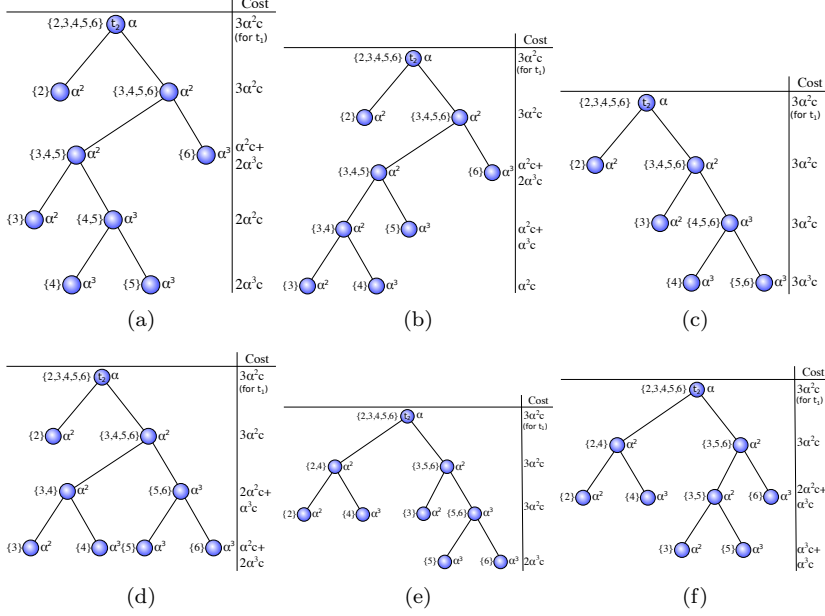 Cost
{2,3,4,5,6} t₂ α 3α²c
(for t₁)
{2} α² {3,4,5,6} α² 3α²c
{3,4,5} α² {6} α³ α²c+
2α³c
{3} α² {4,5} α³ 2α²c
{4} α³ {5} α³ 2α³c
(a)
Cost
{2,3,4,5,6} t₂ α 3α²c
(for t₁)
{2} α² {3,4,5,6} α² 3α²c
{3,4,5} α² {6} α³ α²c+
2α³c
{3,4} α² {5} α³ α²c+
α³c
{3} α² {4} α³ α²c
(b)
Cost
{2,3,4,5,6} t₂ α 3α²c
(for t₁)
{2} α² {3,4,5,6} α² 3α²c
{3} α² {4,5,6} α³ 3α²c
{4} α³ {5,6} α³ 3α³c
(c)
Cost
{2,3,4,5,6} t₂ α 3α²c
(for t₁)
{2} α² {3,4,5,6} α² 3α²c
{3,4} α² {5,6} α³ 2α²c+
α³c
{3} α² {4} α³ {5} α³ {6} α³ α²c+
2α³c
(d)
Cost
{2,3,4,5,6} t₂ α 3α²c
(for t₁)
{2,4} α² {3,5,6} α² 3α²c
{2} α² {4} α³ {3} α² {5,6} α³ 3α²c
{5} α³ {6} α³ 2α³c
(e)
Cost
{2,3,4,5,6} t₂ α 3α²c
(for t₁)
{2,4} α² {3,5,6} α² 3α²c
{2} α² {4} α³ {3,5} α² {6} α³ 2α²c+
α³c
{3} α² {5} α³ α³c+
α³c
(f)